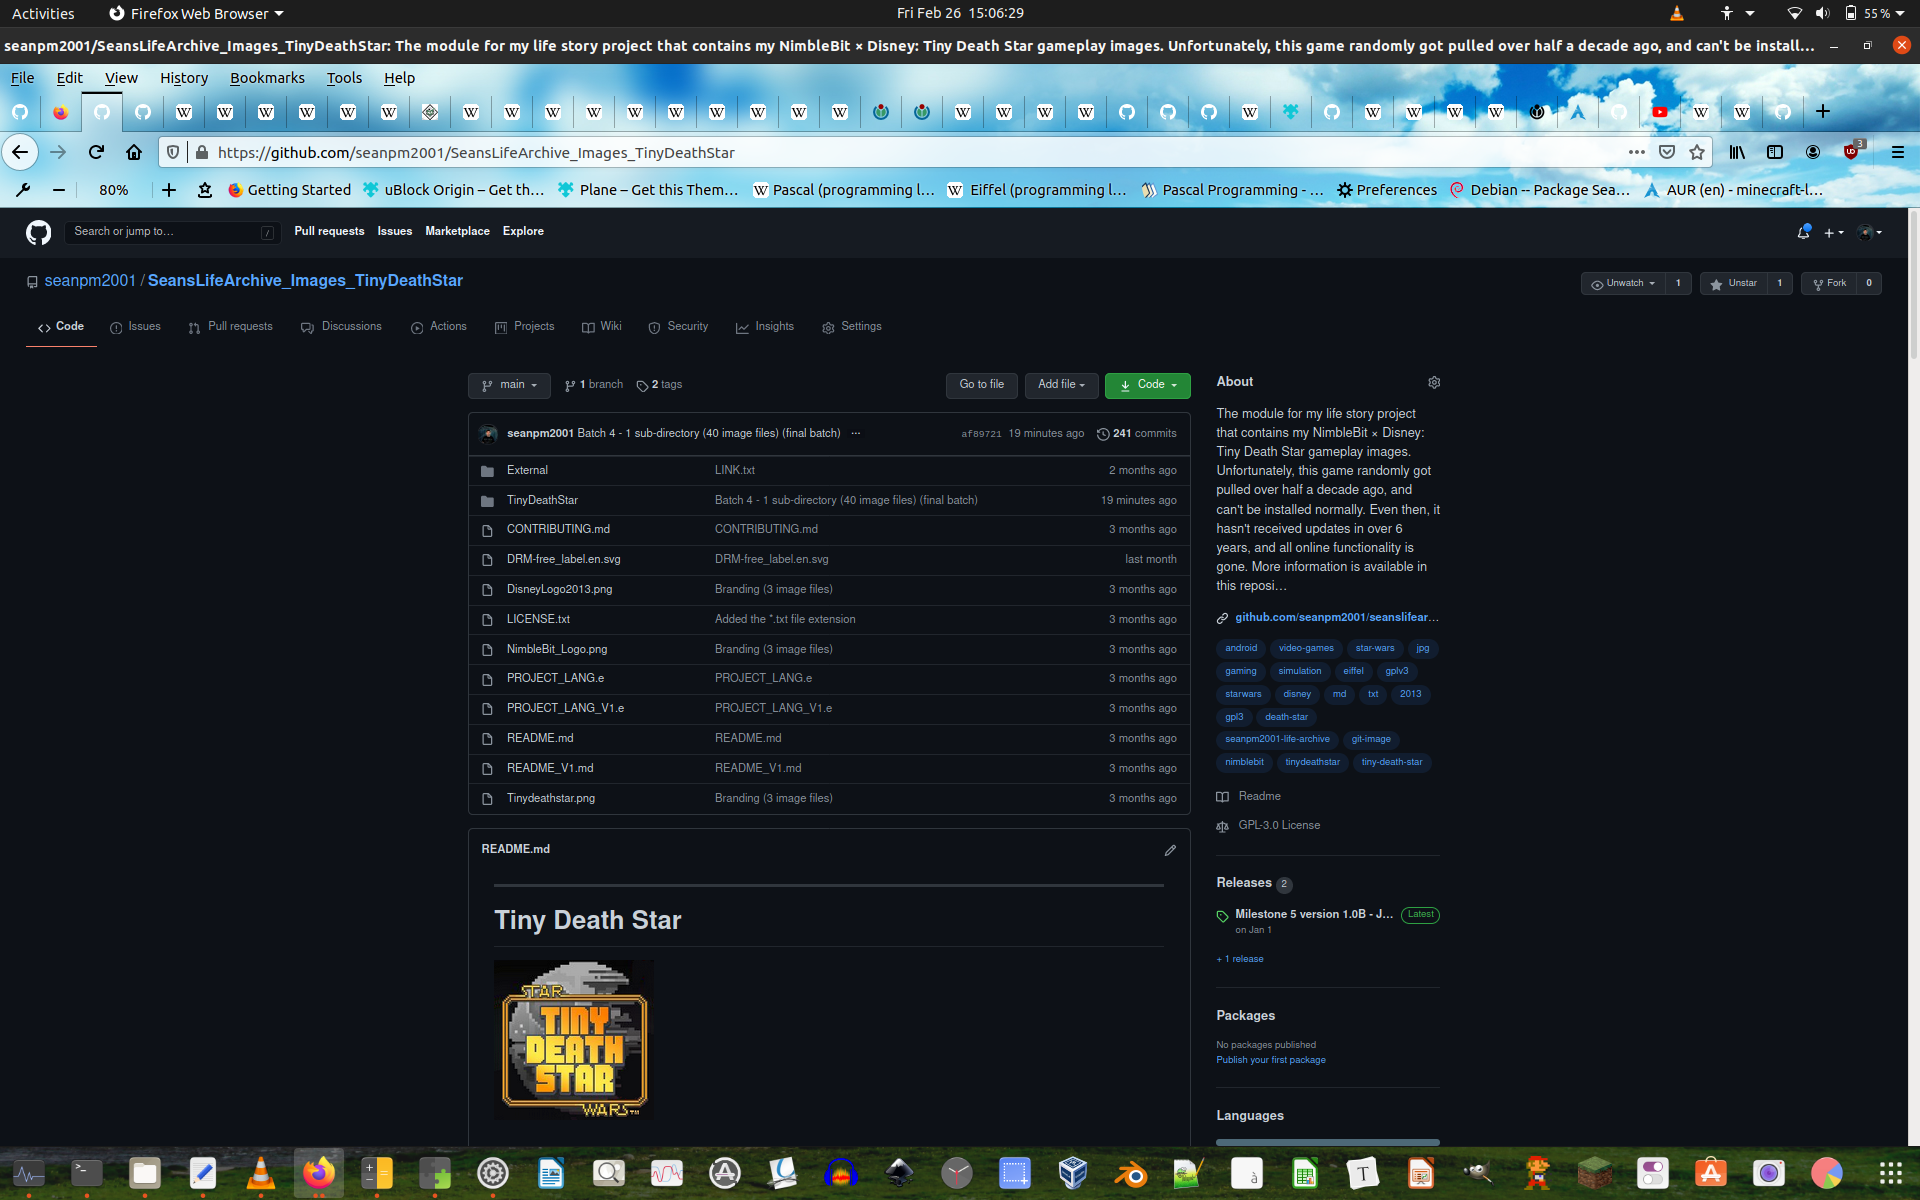 Activities
Firefox Web Browser
Fri Feb 26 15:06:29
55 %
seanpm2001/SeansLifeArchive_Images_TinyDeathStar: The module for my life story project that contains my NimbleBit × Disney: Tiny Death Star gameplay images. Unfortunately, this game randomly got pulled over half a decade ago, and can't be install…
File Edit View History Bookmarks Tools Help
https://github.com/seanpm2001/SeansLifeArchive_Images_TinyDeathStar
3
80%
Getting Started
uBlock Origin – Get th…
Plane – Get this Them…
Pascal (programming l…
Eiffel (programming l…
Pascal Programming - …
Preferences
Debian -- Package Sea…
AUR (en) - minecraft-l…
Search or jump to…
/
Pull requests Issues Marketplace Explore
seanpm2001 / SeansLifeArchive_Images_TinyDeathStar
Unwatch 1
Unstar 1
Fork 0
Code Issues Pull requests Discussions Actions Projects Wiki Security Insights Settings
main
1 branch
2 tags
Go to file
Add file
Code
seanpm2001 Batch 4 - 1 sub-directory (40 image files) (final batch) ...
af89721 19 minutes ago
241 commits
External LINK.txt 2 months ago
TinyDeathStar Batch 4 - 1 sub-directory (40 image files) (final batch) 19 minutes ago
CONTRIBUTING.md CONTRIBUTING.md 3 months ago
DRM-free_label.en.svg DRM-free_label.en.svg last month
DisneyLogo2013.png Branding (3 image files) 3 months ago
LICENSE.txt Added the *.txt file extension 3 months ago
NimbleBit_Logo.png Branding (3 image files) 3 months ago
PROJECT_LANG.e PROJECT_LANG.e 3 months ago
PROJECT_LANG_V1.e PROJECT_LANG_V1.e 3 months ago
README.md README.md 3 months ago
README_V1.md README_V1.md 3 months ago
Tinydeathstar.png Branding (3 image files) 3 months ago
README.md
Tiny Death Star
STAR
TINY
DEATH
STAR
WARS™
About
The module for my life story project
that contains my NimbleBit × Disney:
Tiny Death Star gameplay images.
Unfortunately, this game randomly got
pulled over half a decade ago, and
can't be installed normally. Even then, it
hasn't received updates in over 6
years, and all online functionality is
gone. More information is available in
this reposi…
github.com/seanpm2001/seanslifear…
android video-games star-wars jpg
gaming simulation eiffel gplv3
starwars disney md txt 2013
gpl3 death-star
seanpm2001-life-archive git-image
nimblebit tinydeathstar tiny-death-star
Readme
GPL-3.0 License
Releases 2
Milestone 5 version 1.0B - J… Latest
on Jan 1
+ 1 release
Packages
No packages published
Publish your first package
Languages